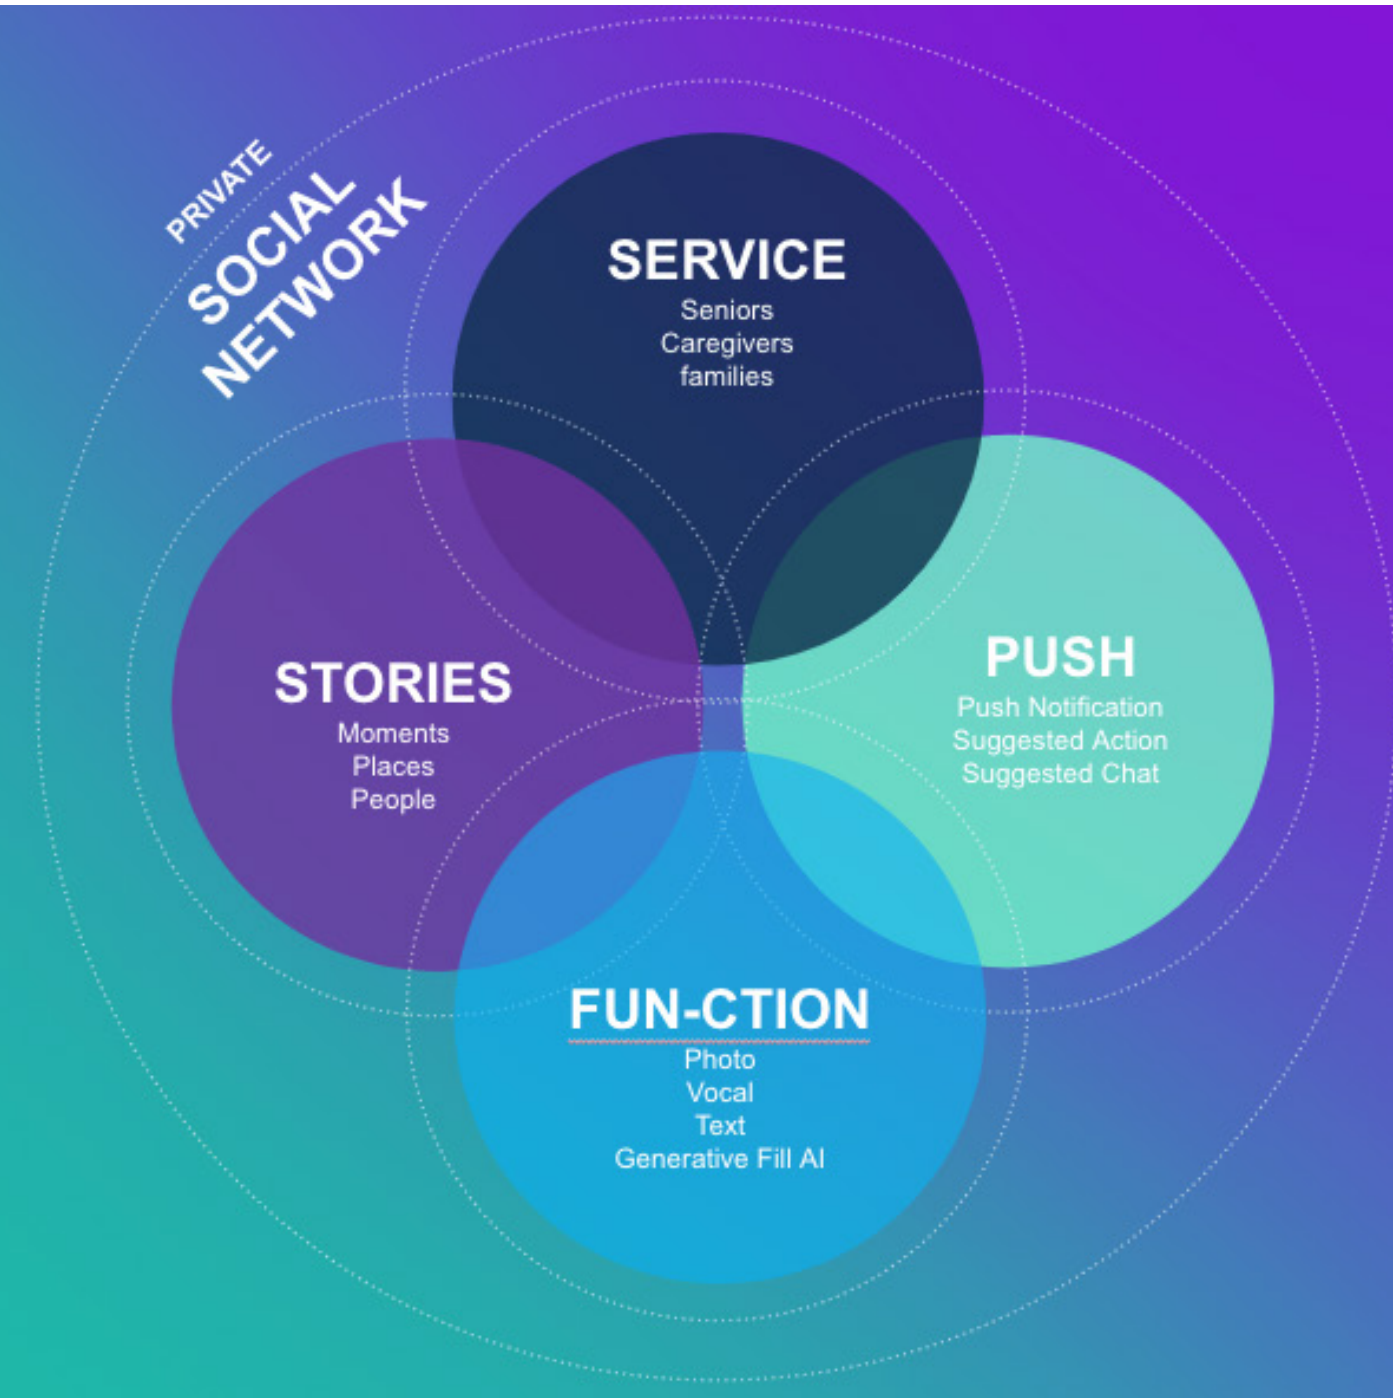 PRIVATE
SOCIAL
NETWORK
SERVICE
Seniors
Caregivers
families
STORIES
Moments
Places
People
PUSH
Push Notification
Suggested Action
Suggested Chat
FUN-CTION
Photo
Vocal
Text
Generative Fill AI